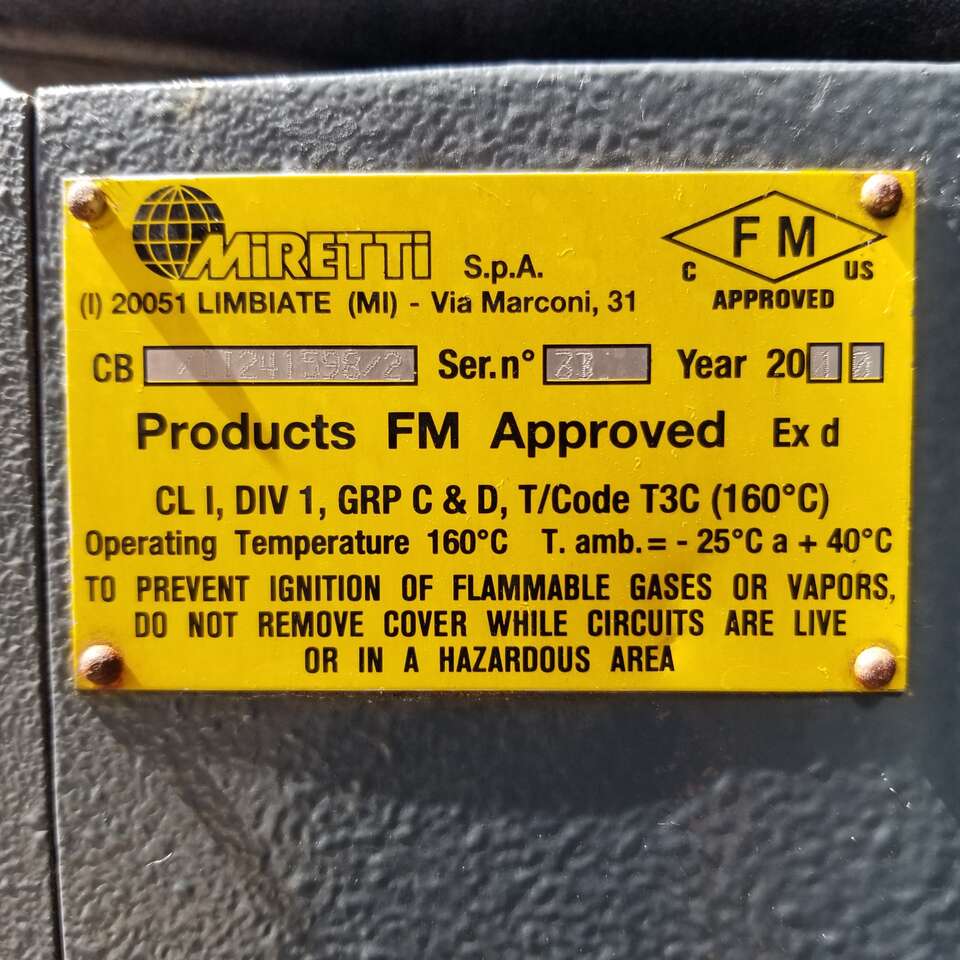 MIRETTI S.p.A.
(I) 20051 LIMBIATE (MI) - Via Marconi, 31
FM
C US
APPROVED
CB Ser.n° Year 20
Products FM Approved Ex d
CL I, DIV 1, GRP C & D, T/Code T3C (160°C)
Operating Temperature 160°C T. amb. = - 25°C a + 40°C
TO PREVENT IGNITION OF FLAMMABLE GASES OR VAPORS,
DO NOT REMOVE COVER WHILE CIRCUITS ARE LIVE
OR IN A HAZARDOUS AREA